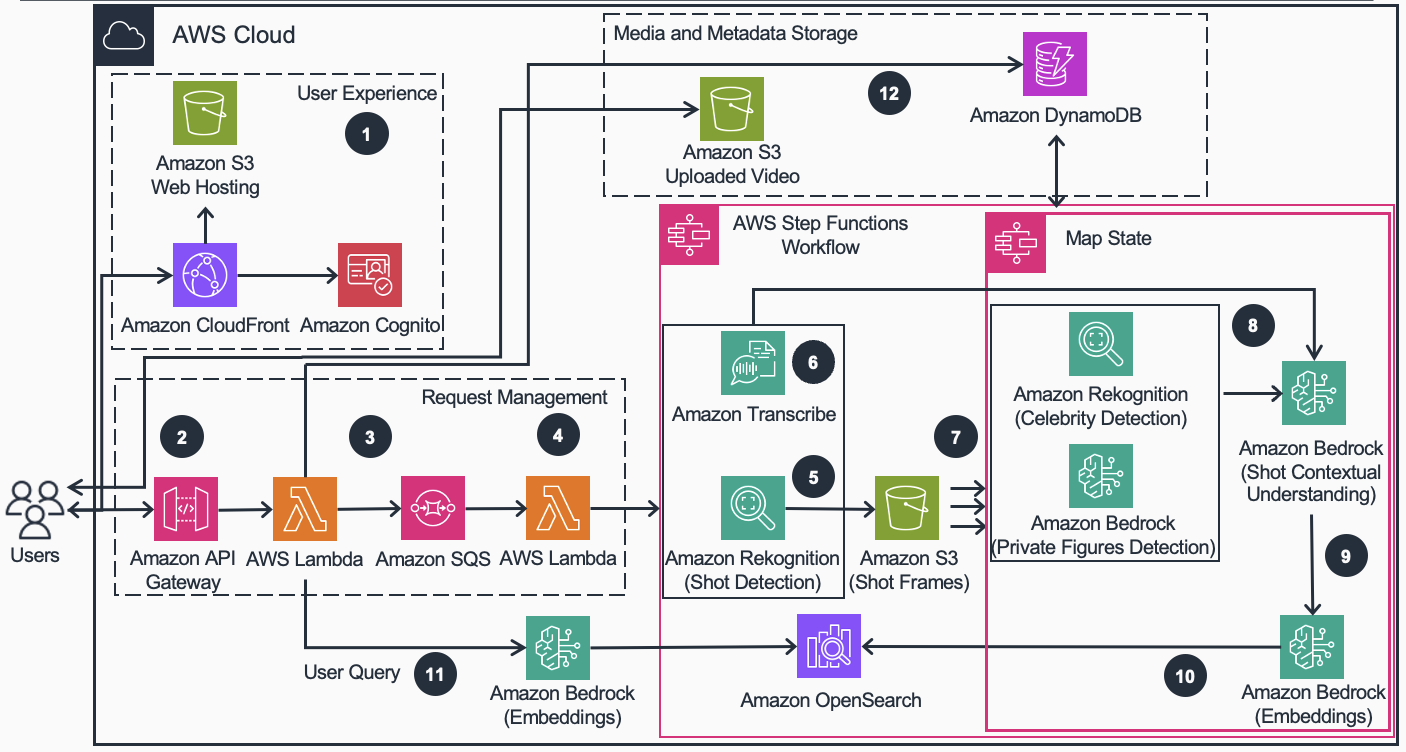 AWS Cloud
User Experience
1
Amazon S3
Web Hosting
Amazon CloudFront
Amazon Cognito
Media and Metadata Storage
12
Amazon S3
Uploaded Video
Amazon DynamoDB
Request Management
2
3
4
Users
Amazon API
Gateway
AWS Lambda
Amazon SQS
AWS Lambda
User Query
11
Amazon Bedrock
(Embeddings)
AWS Step Functions
Workflow
6
Amazon Transcribe
5
Amazon Rekognition
(Shot Detection)
7
Amazon S3
(Shot Frames)
Amazon OpenSearch
Map State
8
Amazon Rekognition
(Celebrity Detection)
Amazon Bedrock
(Private Figures Detection)
Amazon Bedrock
(Shot Contextual
Understanding)
9
10
Amazon Bedrock
(Embeddings)